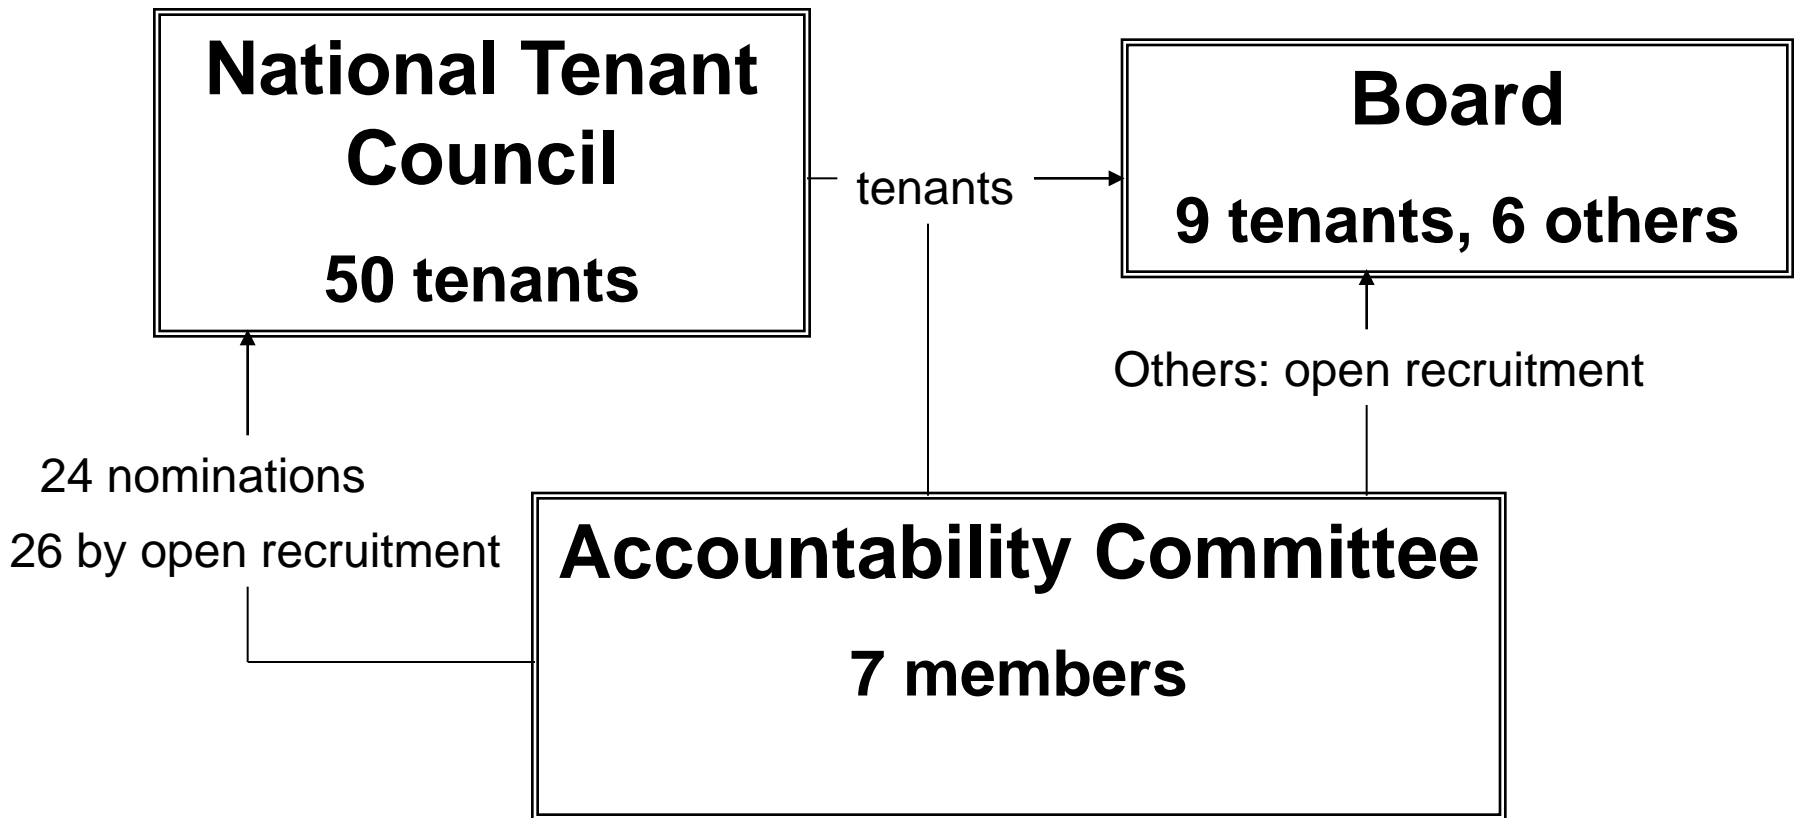 National Tenant
Council
50 tenants
tenants
Board
9 tenants, 6 others
Others: open recruitment
24 nominations
26 by open recruitment
Accountability Committee
7 members